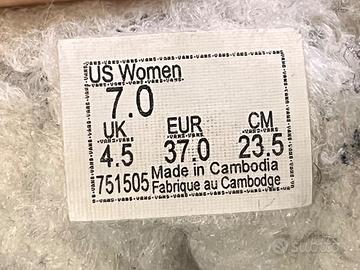 US Women
7.0
UK EUR CM
4.5 37.0 23.5
751505 Made in Cambodia
Fabrique au Cambodge